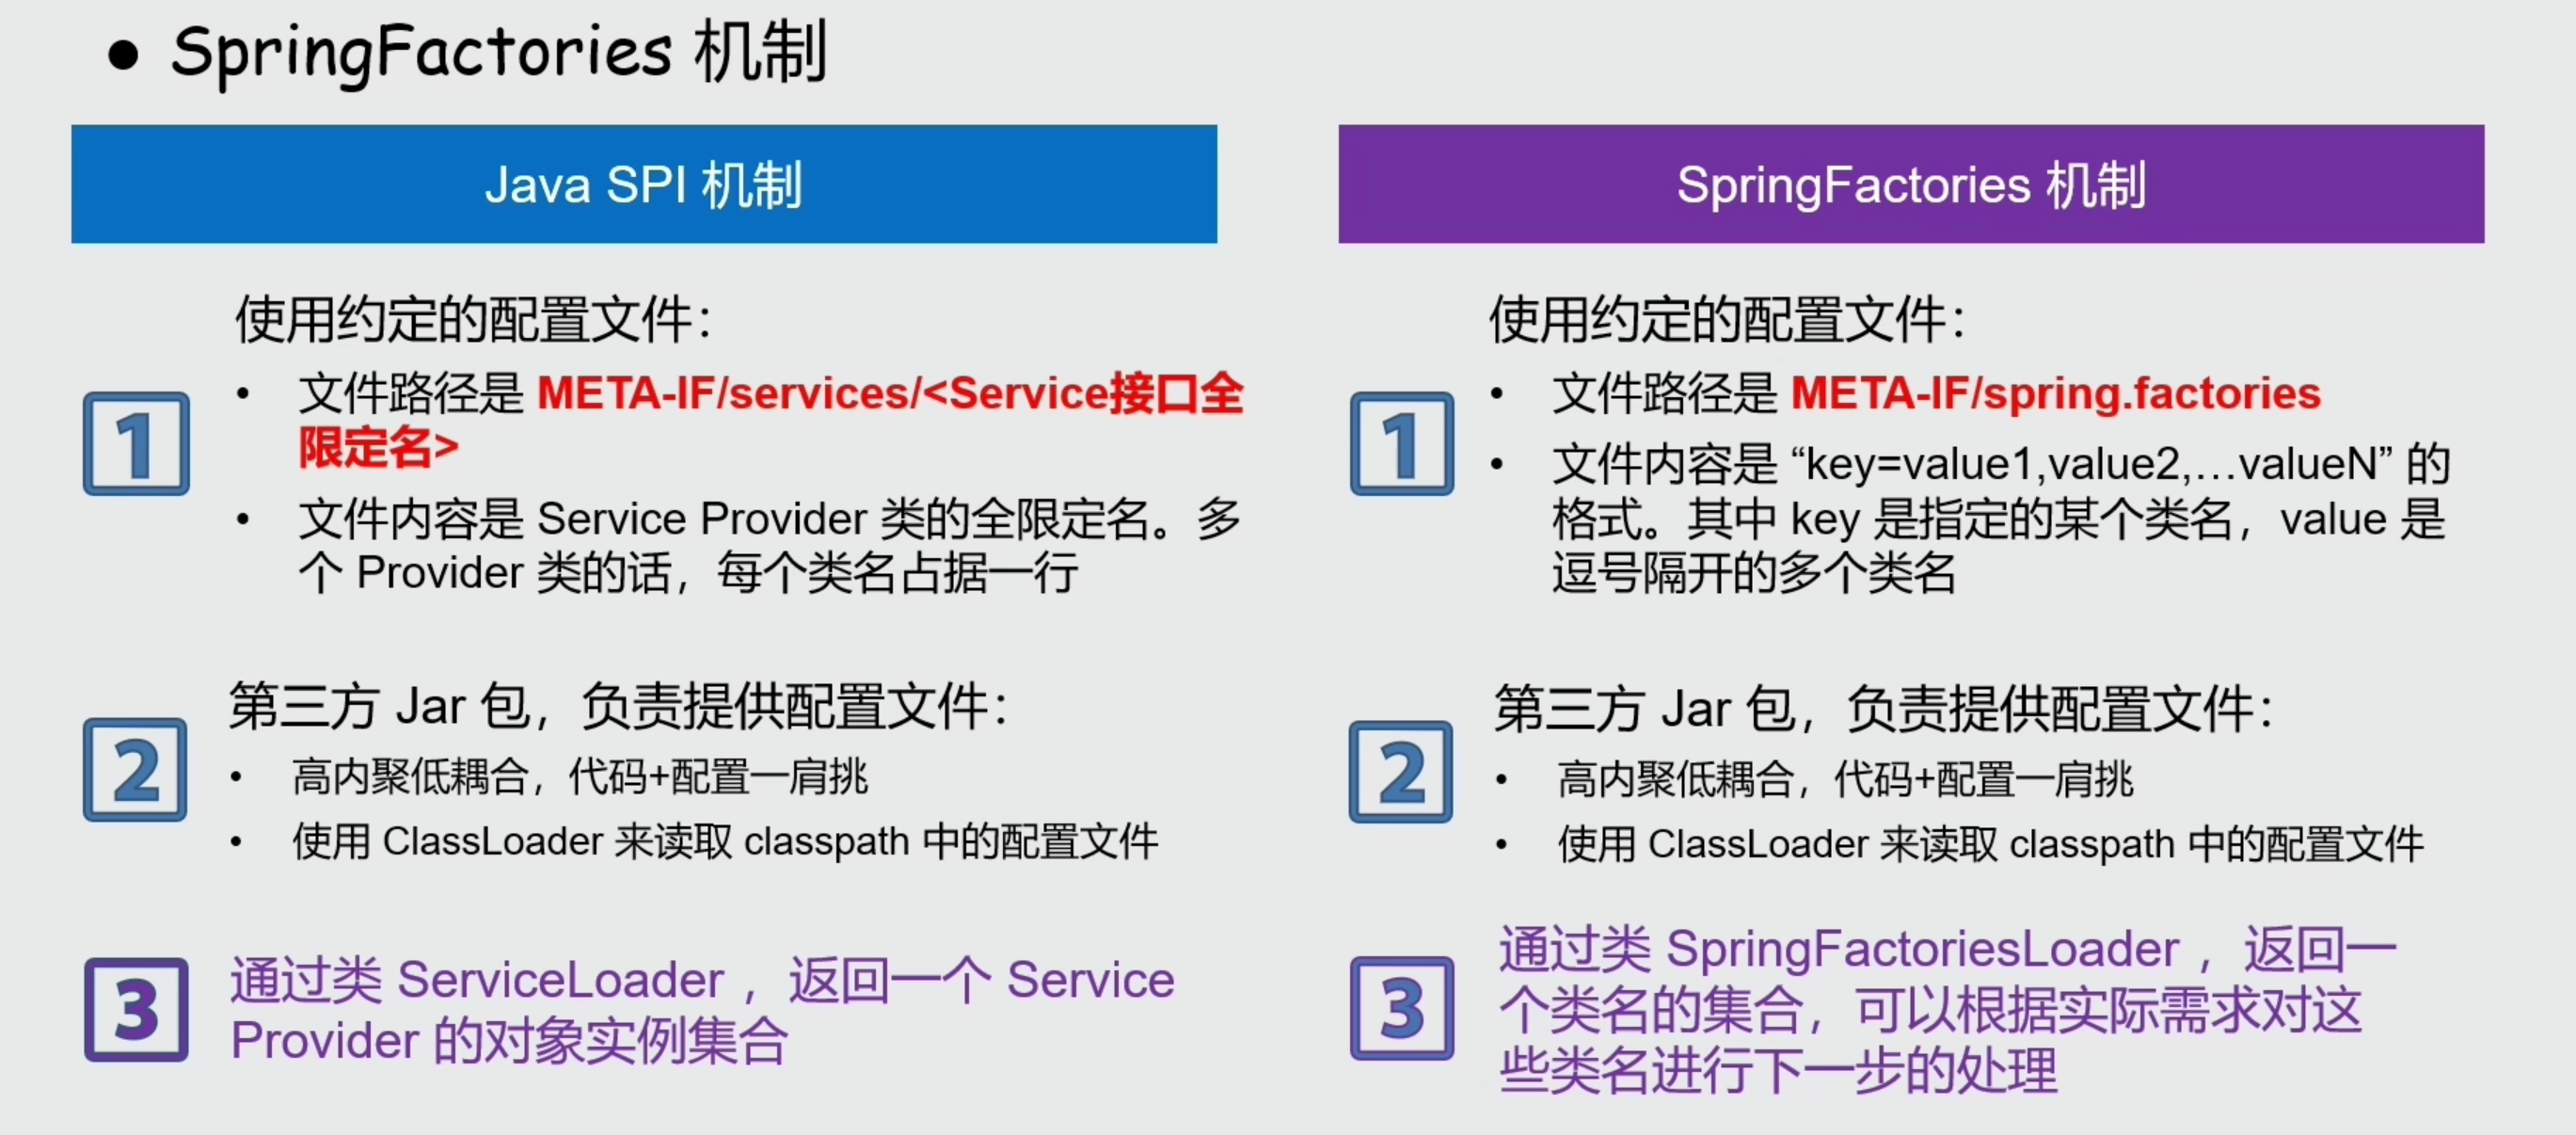 ● SpringFactories 机制
Java SPI 机制
使用约定的配置文件：
• 文件路径是 META-IF/services/<Service接口全
限定名>
• 文件内容是 Service Provider 类的全限定名。多
个 Provider 类的话，每个类名占据一行
1
第三方 Jar 包，负责提供配置文件：
• 高内聚低耦合，代码+配置一肩挑
• 使用 ClassLoader 来读取 classpath 中的配置文件
2
通过类 ServiceLoader ，返回一个 Service
Provider 的对象实例集合
3
SpringFactories 机制
使用约定的配置文件：
• 文件路径是 META-IF/spring.factories
• 文件内容是 “key=value1,value2,…valueN” 的
格式。其中 key 是指定的某个类名，value 是
逗号隔开的多个类名
1
第三方 Jar 包，负责提供配置文件：
• 高内聚低耦合，代码+配置一肩挑
• 使用 ClassLoader 来读取 classpath 中的配置文件
2
通过类 SpringFactoriesLoader ，返回一
个类名的集合，可以根据实际需求对这
些类名进行下一步的处理
3